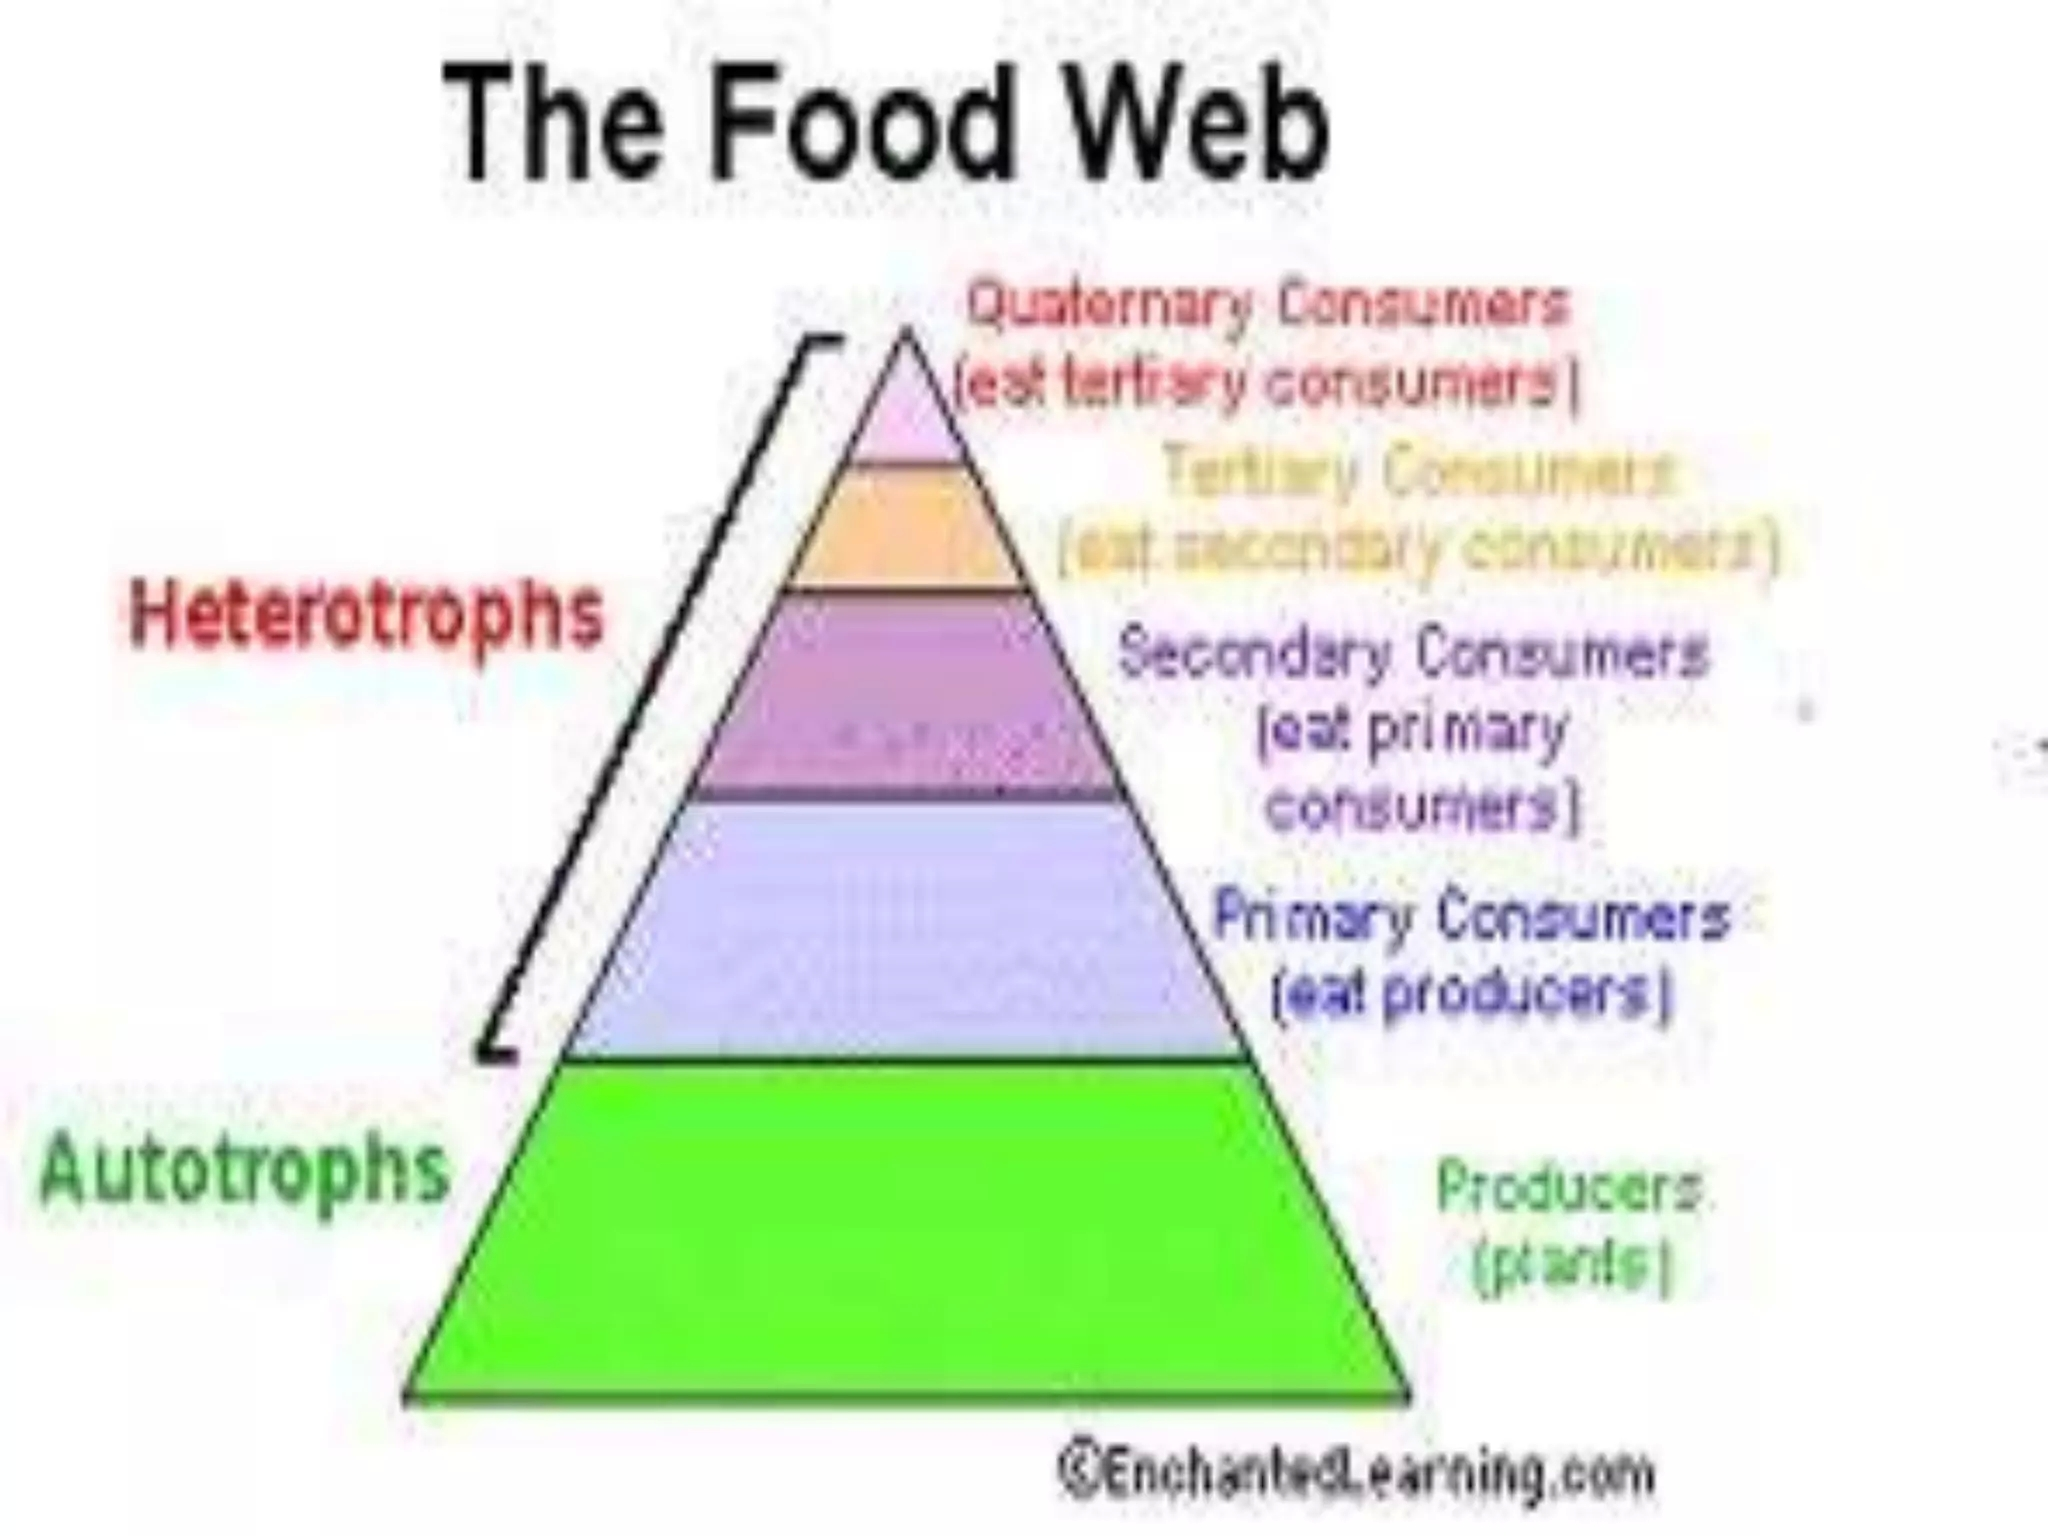 The Food Web
Quaternary Consumers
(eat tertiary consumers)
Tertiary Consumers
(eat secondary consumers)
Heterotrophs
Secondary Consumers
(eat primary
consumers)
Primary Consumers
(eat producers)
Autotrophs
Producers
(plants)
©EnchantedLearning.com